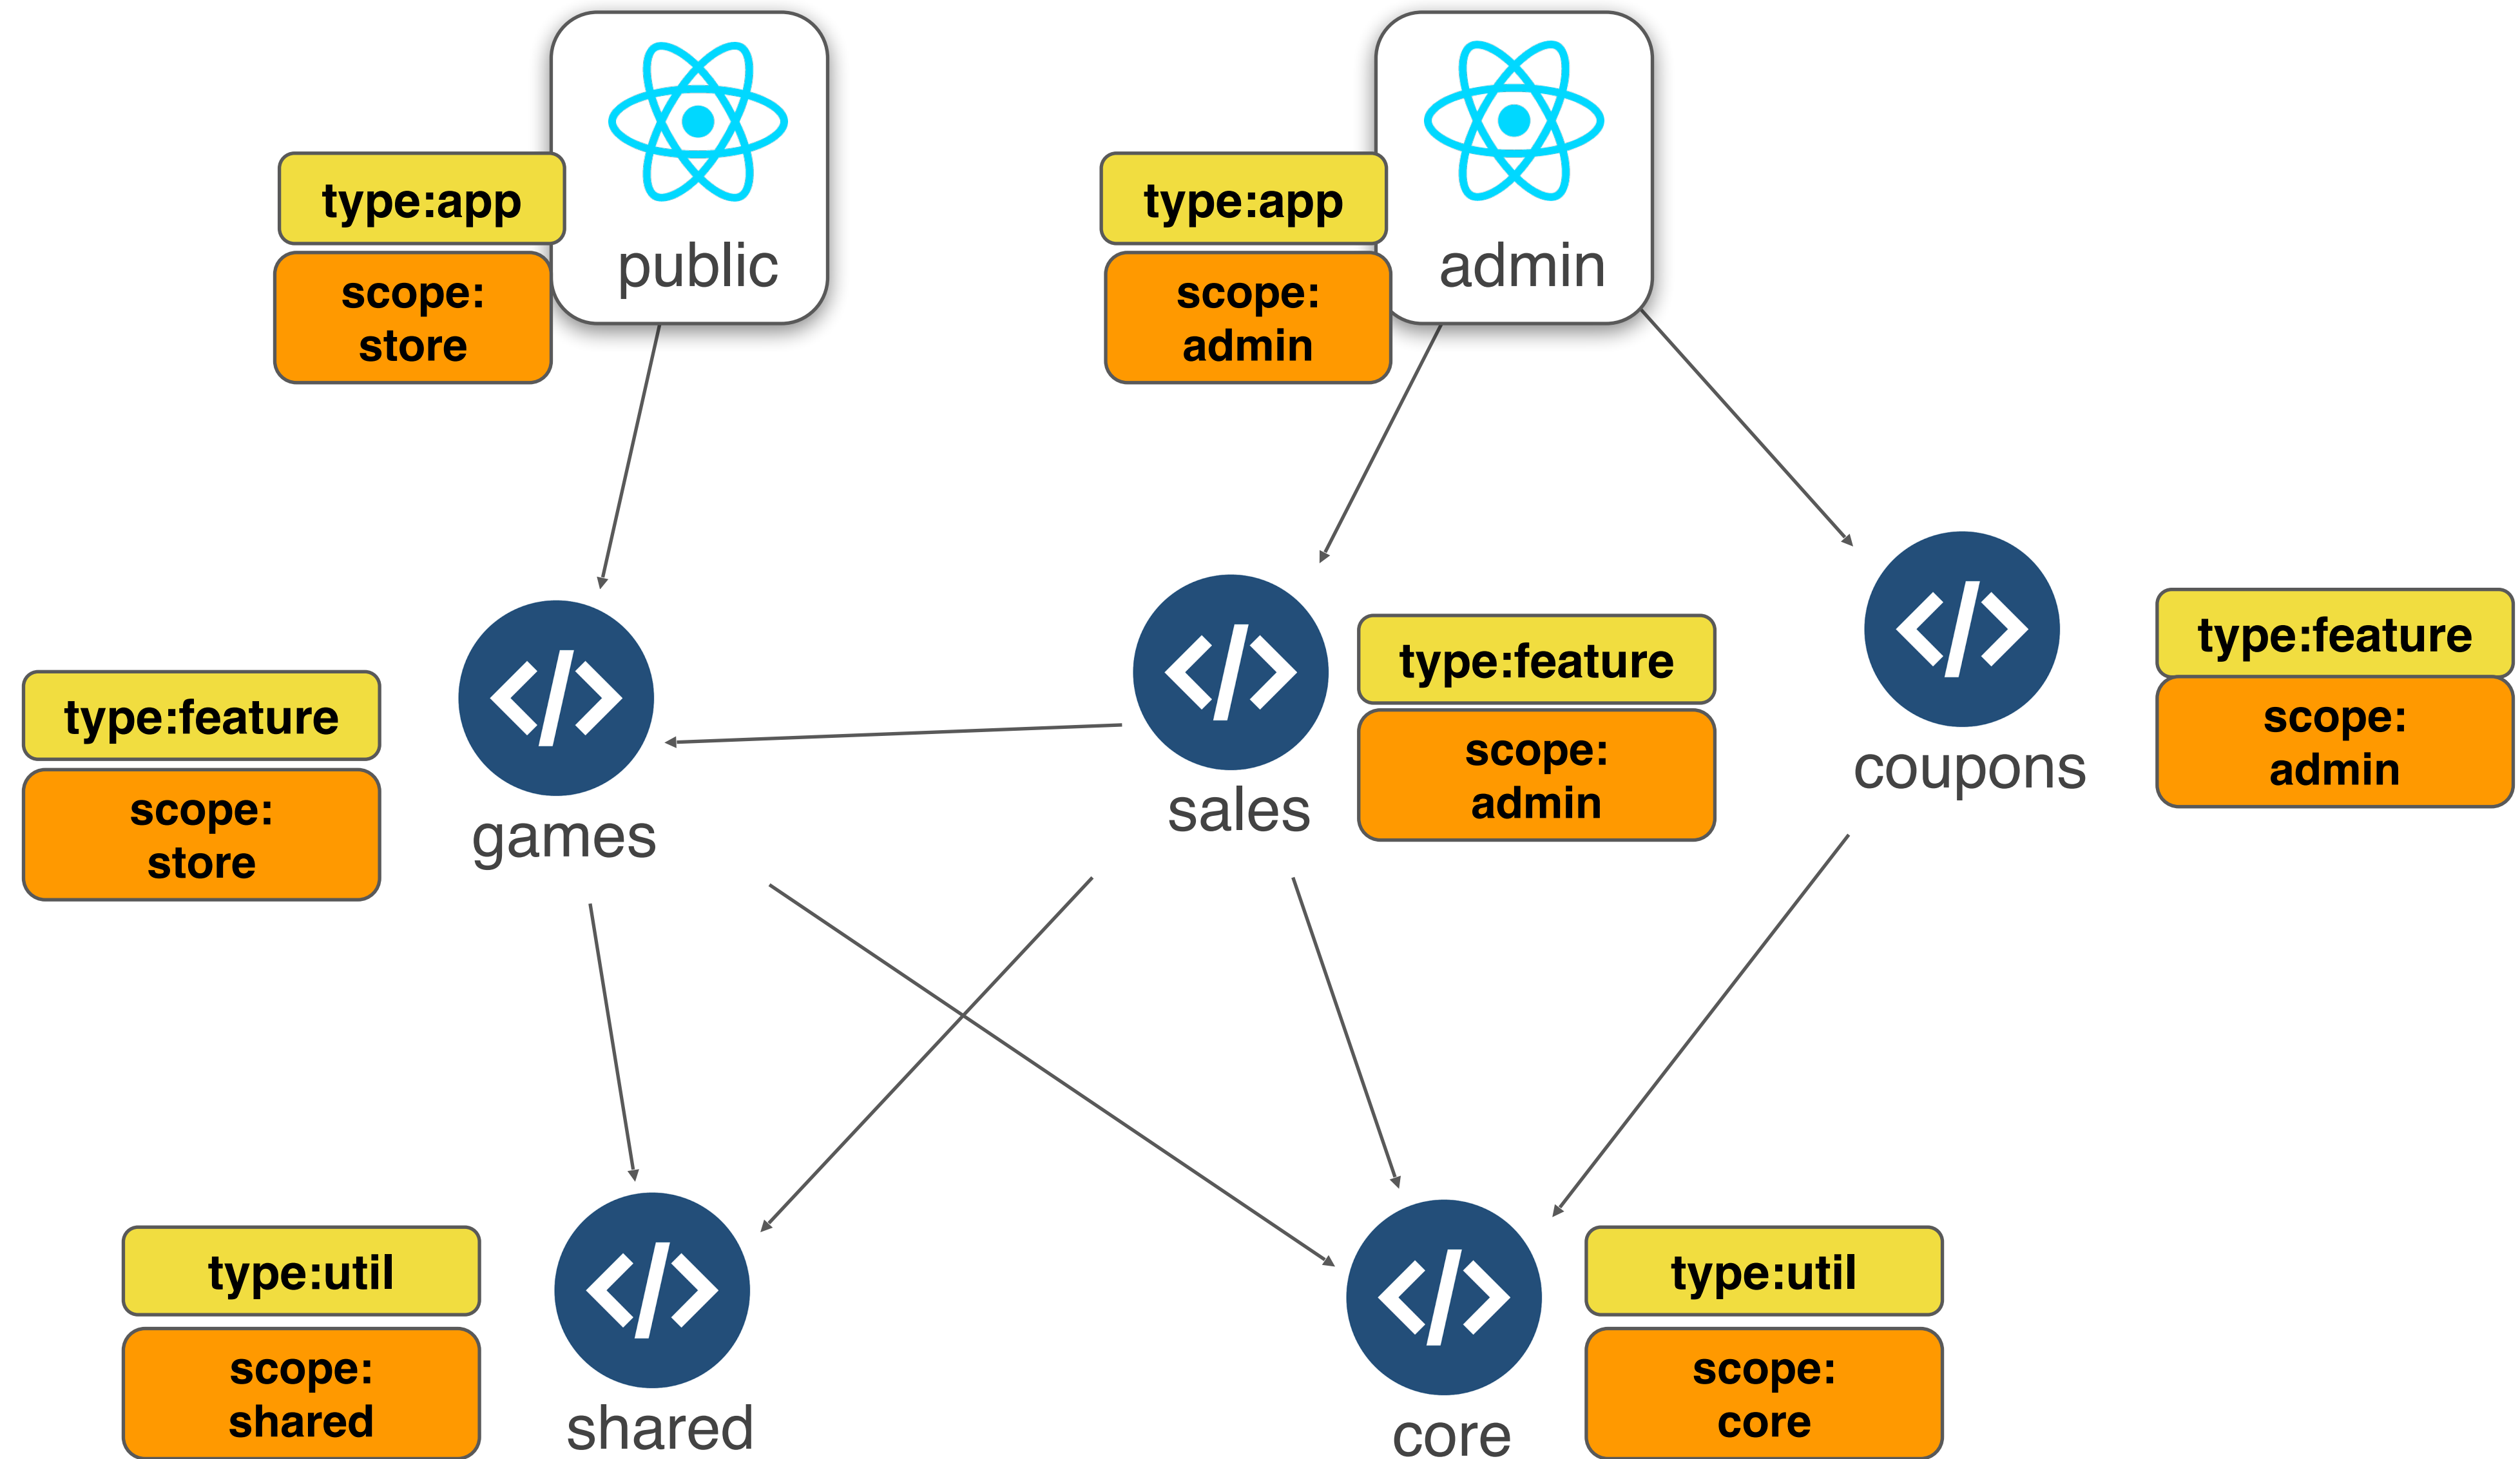 type:app
scope:
store
public
type:app
scope:
admin
admin
type:feature
scope:
store
games
sales
type:feature
scope:
admin
coupons
type:feature
scope:
admin
type:util
scope:
shared
shared
core
type:util
scope:
core